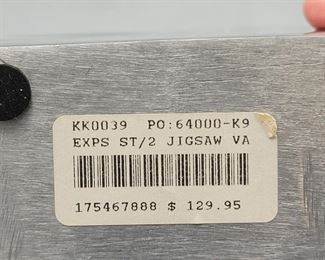 KK0039 PO:64000-K9
EXPS ST/2 JIGSAW VA
175467888 $ 129.95